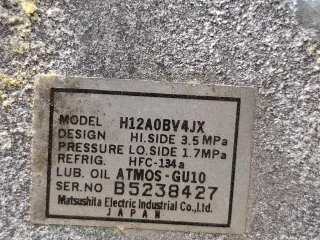 MODEL H12A0BV4JX
DESIGN HI.SIDE 3.5MPa
PRESSURE LO.SIDE 1.7MPa
REFRIG. HFC-134a
LUB. OIL ATMOS-GU10
SER.NO B5238427
Matsushita Electric Industrial Co.,Ltd.
JAPAN